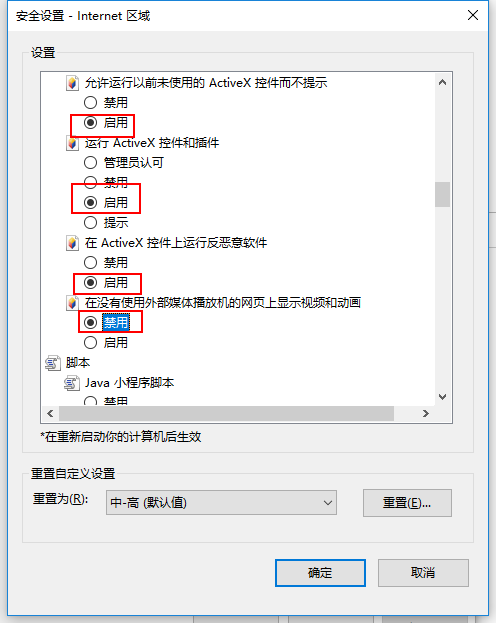 安全设置 - Internet 区域
设置
允许运行以前未使用的 ActiveX 控件而不提示
禁用
启用
运行 ActiveX 控件和插件
管理员认可
禁用
启用
提示
在 ActiveX 控件上运行反恶意软件
禁用
启用
在没有使用外部媒体播放机的网页上显示视频和动画
禁用
启用
脚本
Java 小程序脚本
禁用
*在重新启动你的计算机后生效
重置自定义设置
重置为(R):
中-高 (默认值)
重置(E)...
确定
取消